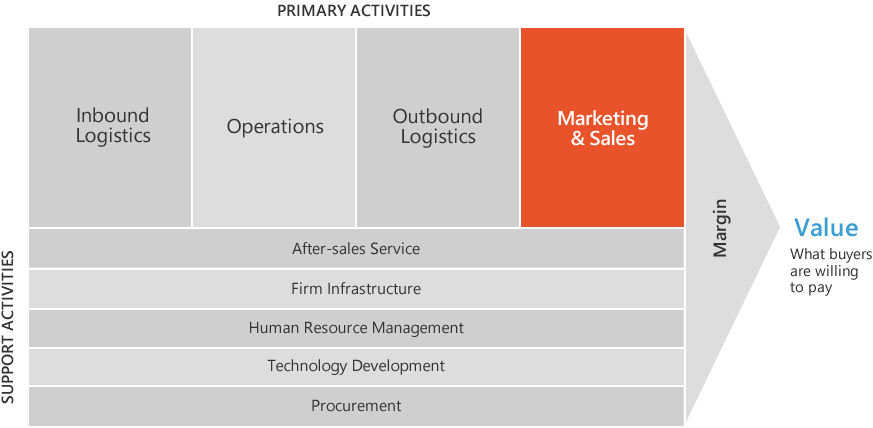 PRIMARY ACTIVITIES
Inbound
Logistics
Operations
Outbound
Logistics
Marketing
& Sales
Margin
Value
What buyers
are willing
to pay
SUPPORT ACTIVITIES
After-sales Service
Firm Infrastructure
Human Resource Management
Technology Development
Procurement